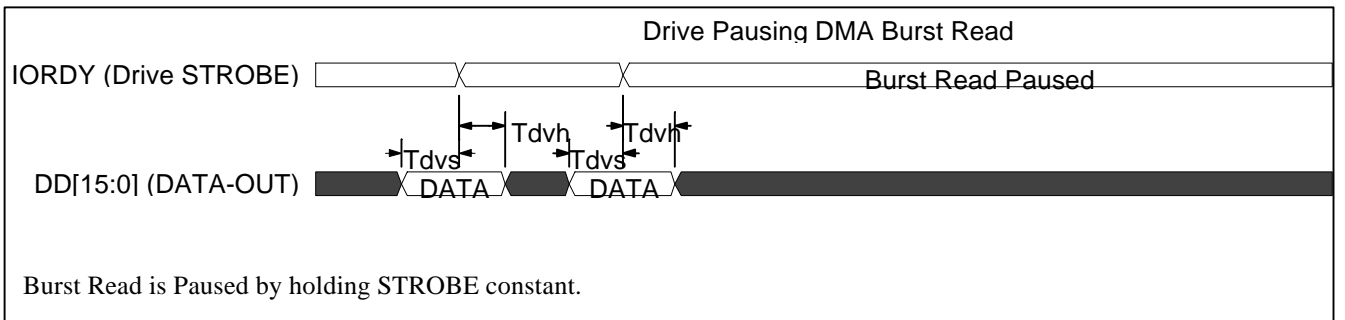 Drive Pausing DMA Burst Read
IORDY (Drive STROBE)
Burst Read Paused
Tdvh
Tdvh
Tdvs
Tdvs
DD[15:0] (DATA-OUT)
DATA
DATA
Burst Read is Paused by holding STROBE constant.